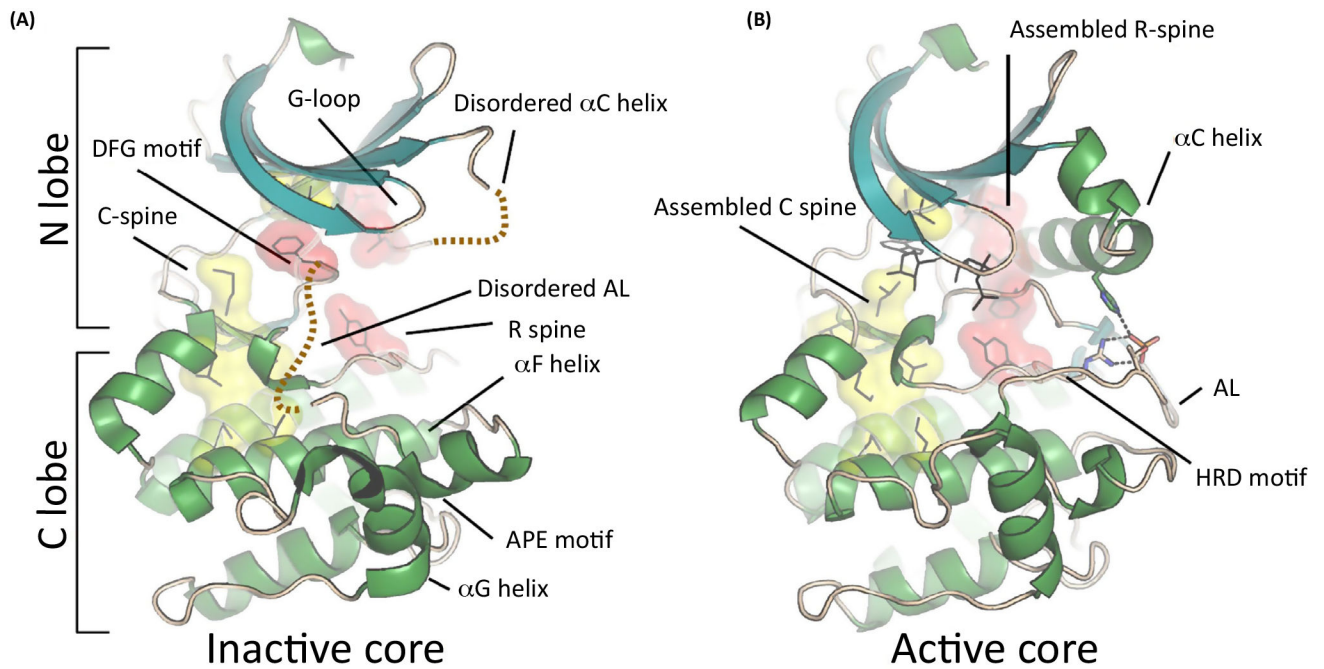 (A)
(B)
Assembled R-spine
G-loop
Disordered αC helix
DFG motif
αC helix
N lobe
C-spine
Assembled C spine
Disordered AL
R spine
αF helix
AL
C lobe
HRD motif
APE motif
αG helix
Inactive core
Active core